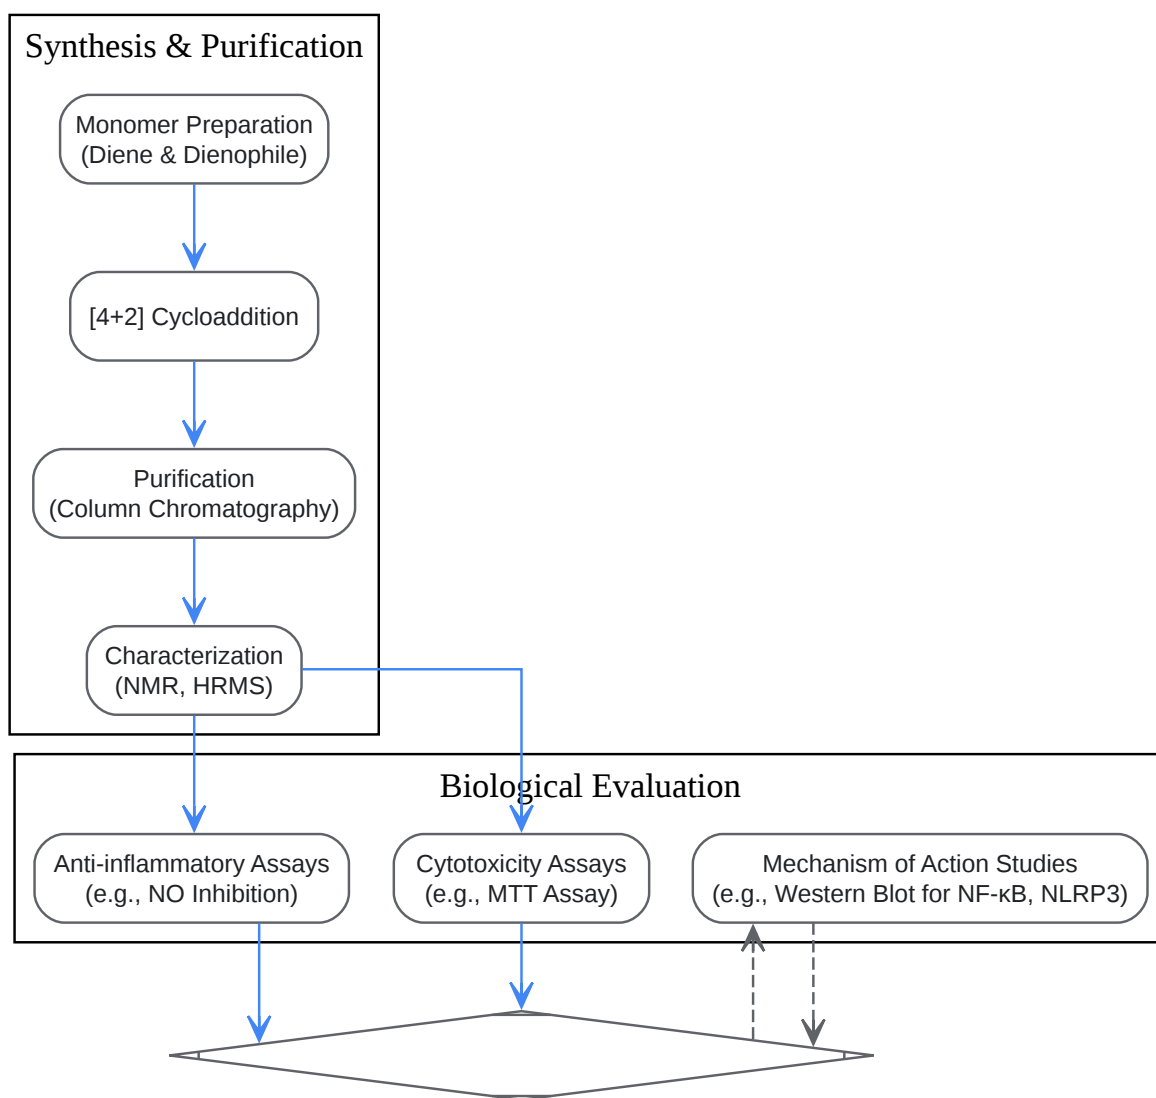 Synthesis & Purification
Monomer Preparation
(Diene & Dienophile)
[4+2] Cycloaddition
Purification
(Column Chromatography)
Characterization
(NMR, HRMS)
Biological Evaluation
Anti-inflammatory Assays
(e.g., NO Inhibition)
Cytotoxicity Assays
(e.g., MTT Assay)
Mechanism of Action Studies
(e.g., Western Blot for NF-κB, NLRP3)